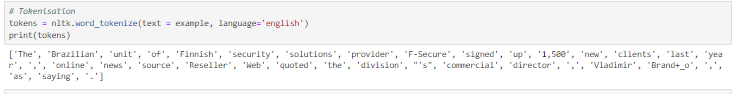 # Tokenisation
tokens = nltk.word_tokenize(text = example, language='english')
print(tokens)
['The', 'Brazilian', 'unit', 'of', 'Finnish', 'security', 'solutions', 'provider', 'F-Secure', 'signed', 'up', '1,500', 'new', 'clients', 'last', 'yea
r', ',', 'online', 'news', 'source', 'Reseller', 'Web', 'quoted', 'the', 'division', "'s", 'commercial', 'director', ',', 'Vladimir', 'Brand+_o', ',',
'as', 'saying', '.']